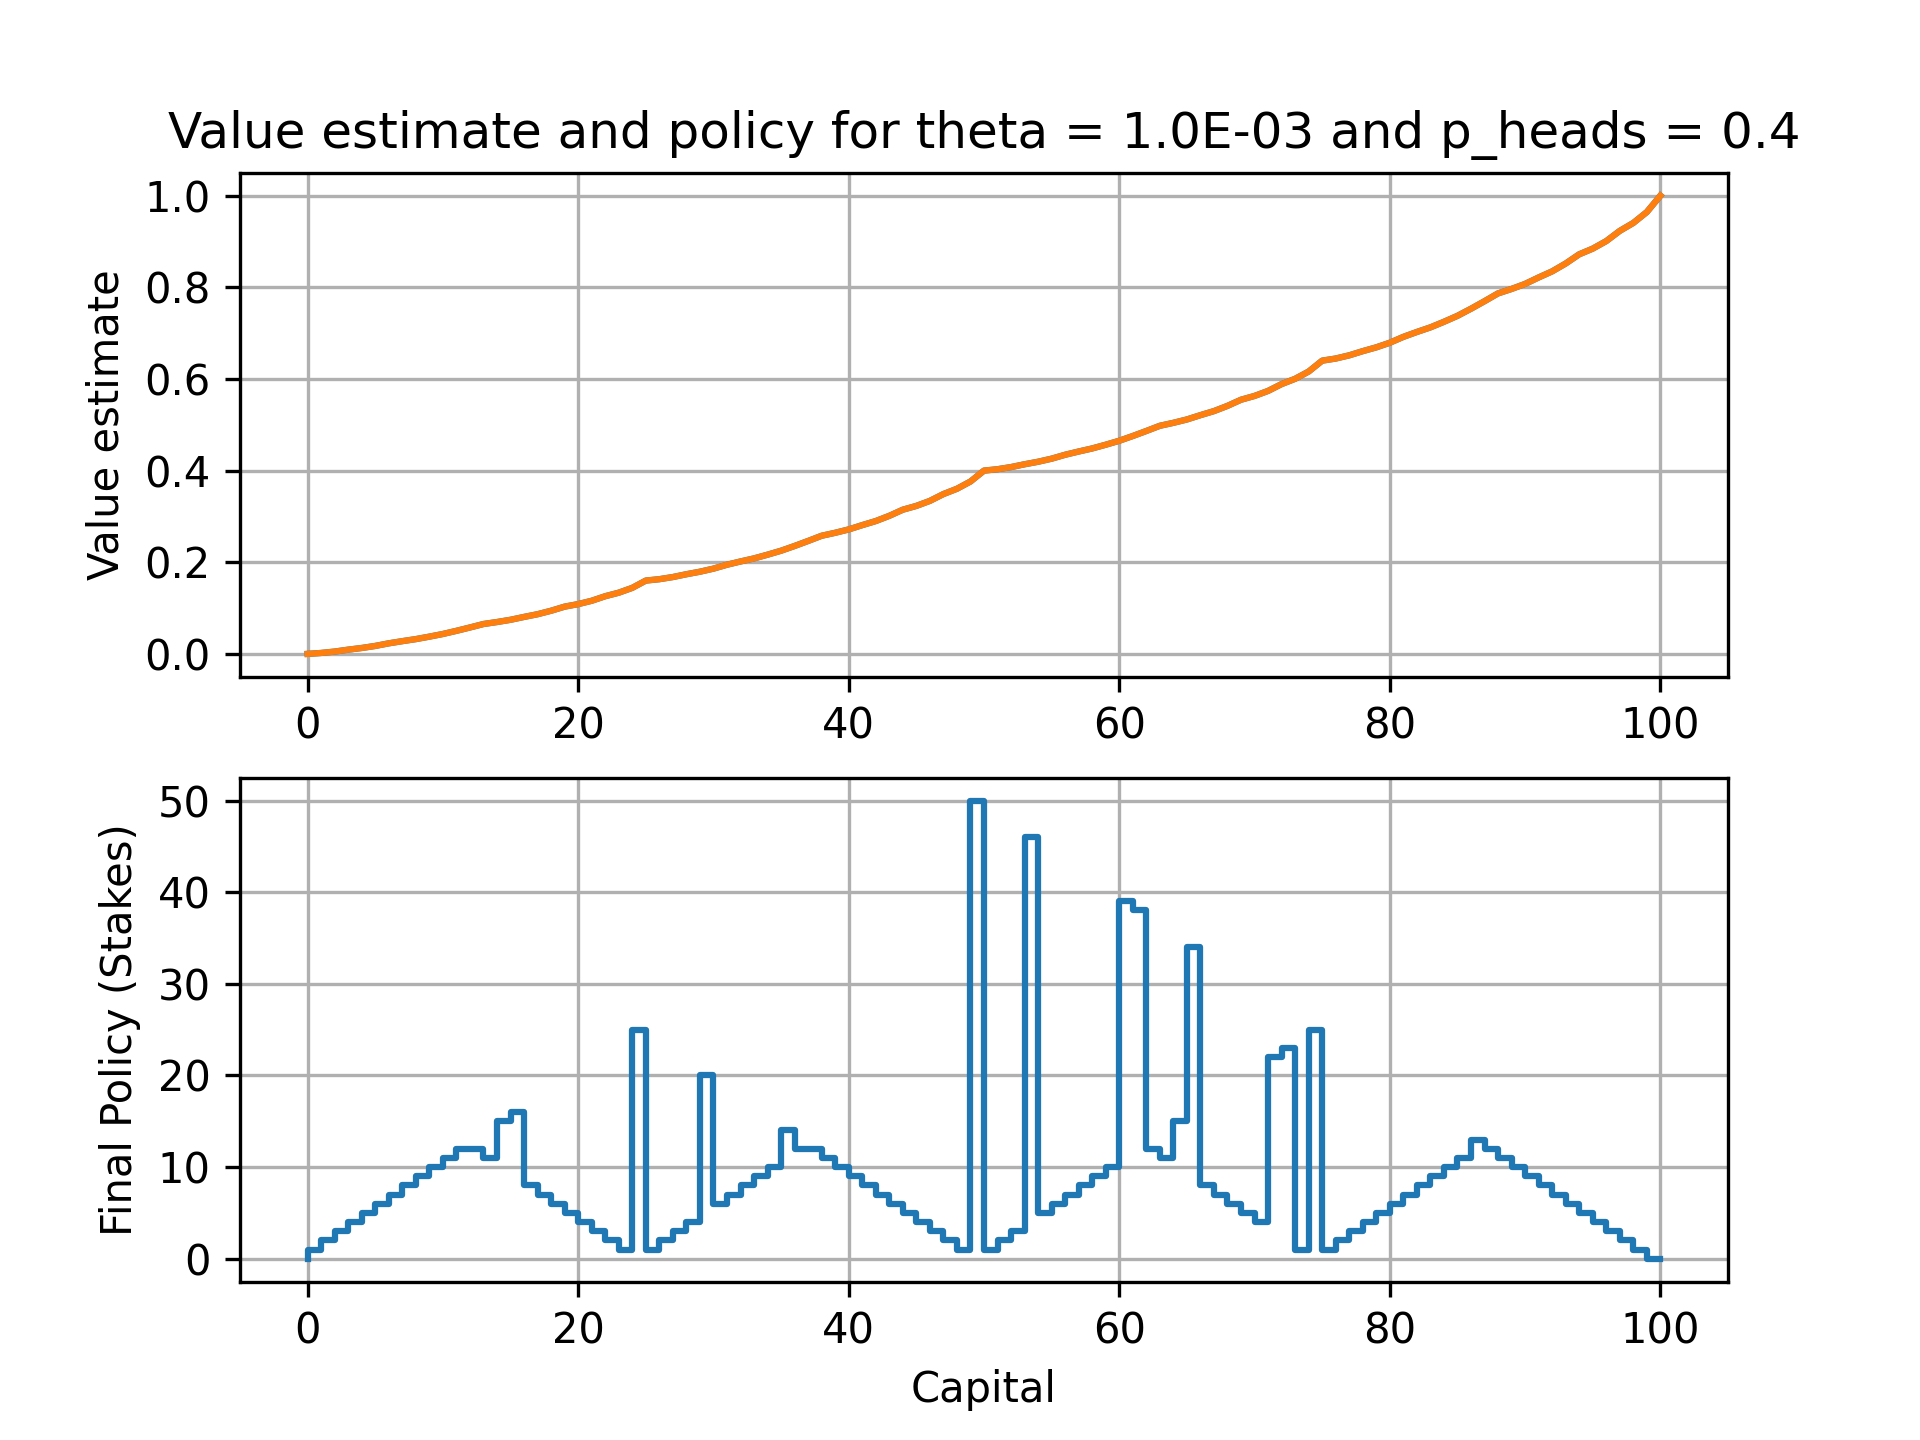 Value estimate and policy for theta = 1.0E-03 and p_heads = 0.4
Value estimate
1.0
0.8
0.6
0.4
0.2
0.0
0 20 40 60 80 100
Final Policy (Stakes)
50
40
30
20
10
0
0 20 40 60 80 100
Capital